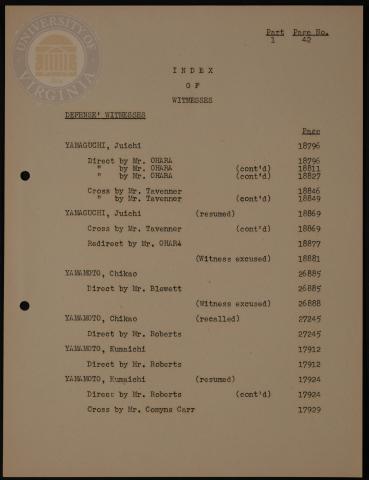 UNIVERSITY OF VIRGINIA
Part Page No.
1 42
I N D E X
O F
WITNESSES
DEFENSE' WITNESSES
Page
YAMAGUCHI, Juichi 18796
Direct by Mr. OHARA 18796
" by Mr. OHARA (cont'd) 18811
" by Mr. OHARA (cont'd) 18827
Cross by Mr. Tavenner 18846
" by Mr. Tavenner (cont'd) 18849
YAMAGUCHI, Juichi (resumed) 18869
Cross by Mr. Tavenner (cont'd) 18869
Redirect by Mr. OHARA 18877
(Witness excused) 18881
YAMAMOTO, Chikao 26885
Direct by Mr. Blewett 26885
(Witness excused) 26888
YAMAMOTO, Chikao (recalled) 27245
Direct by Mr. Roberts 27245
YAMAMOTO, Kumaichi 17912
Direct by Mr. Roberts 17912
YAMAMOTO, Kumaichi (resumed) 17924
Direct by Mr. Roberts (cont'd) 17924
Cross by Mr. Comyns Carr 17929